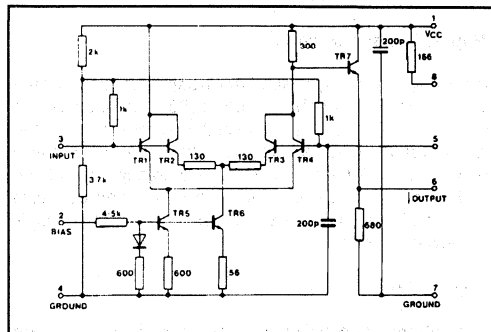 1
VCC
2k
300
TR7
200p
166
8
1k
1k
3
INPUT
TR1
TR2
130
130
TR3
TR4
5
3.7k
6
OUTPUT
2
BIAS
4·5k
TR5
TR6
200p
680
600
600
56
4
GROUND
7
GROUND